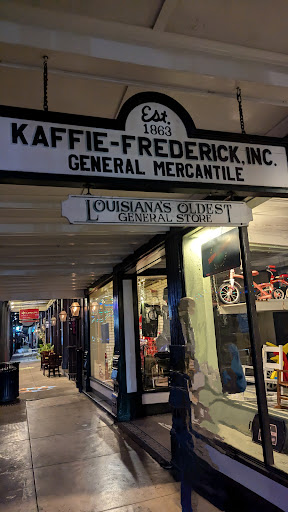 Est.
1863
KAFFIE-FREDERICK, INC.
GENERAL MERCANTILE
LOUISIANA'S OLDEST
GENERAL STORE